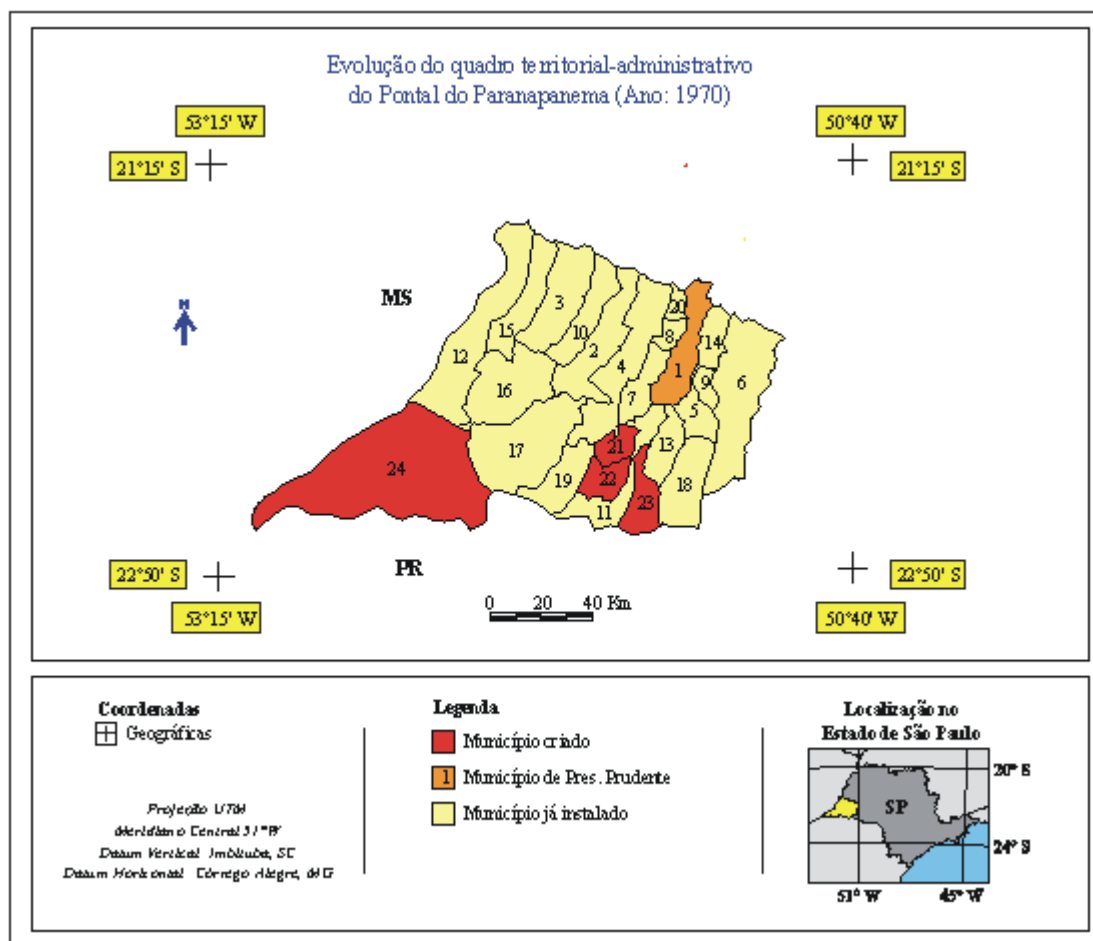 Evolução do quadro territorial-administrativo
do Pontal do Paranapanema (Ano: 1970)
53°15' W
50°40' W
21°15' S
21°15' S
N
MS
3
20
15
10
8
14
12
2
4
1
9
6
16
7
5
21
13
17
24
19
22
18
11
23
PR
22°50' S
22°50' S
53°15' W
50°40' W
0 20 40 Km
Coordenadas
Geográficas
Projeção UTM
Meridiano Central 51°W
Datum Vertical Imbituba, SC
Datum Horizontal Córrego Alegre, MG
Legenda
Município criado
1 Município de Pres. Prudente
Município já instalado
Localização no
Estado de São Paulo
20° S
SP
24° S
51° W 45° W